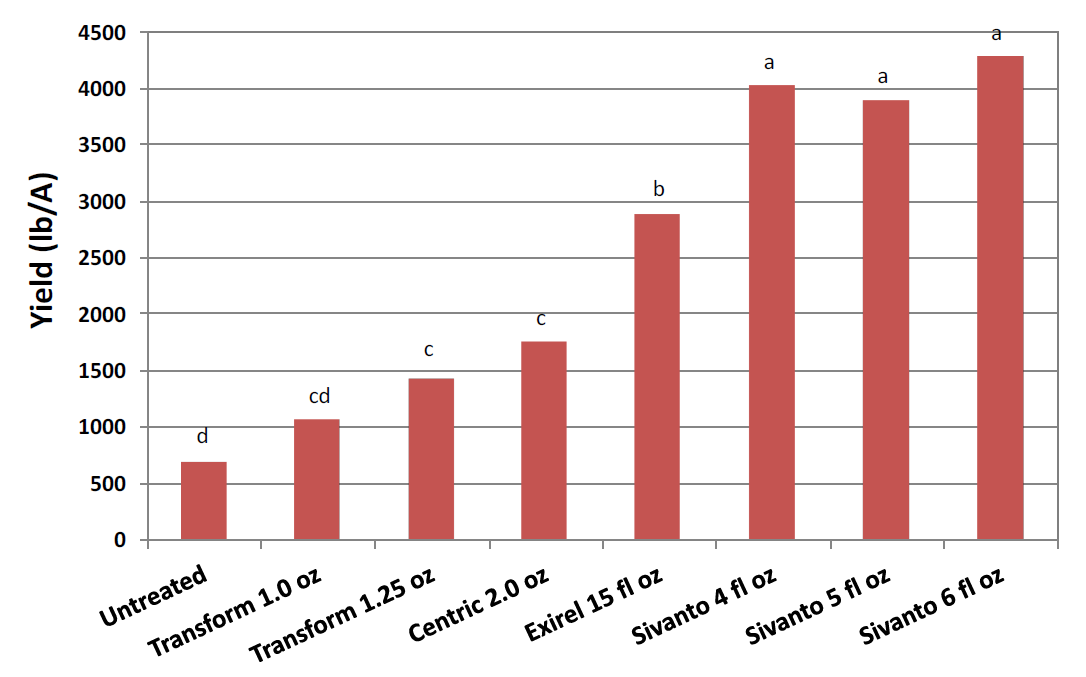 Yield (lb/A)
4500
4000
3500
3000
2500
2000
1500
1000
500
0
d
cd
c
c
b
a
a
a
Untreated
Transform 1.0 oz
Transform 1.25 oz
Centric 2.0 oz
Exirel 15 fl oz
Sivanto 4 fl oz
Sivanto 5 fl oz
Sivanto 6 fl oz